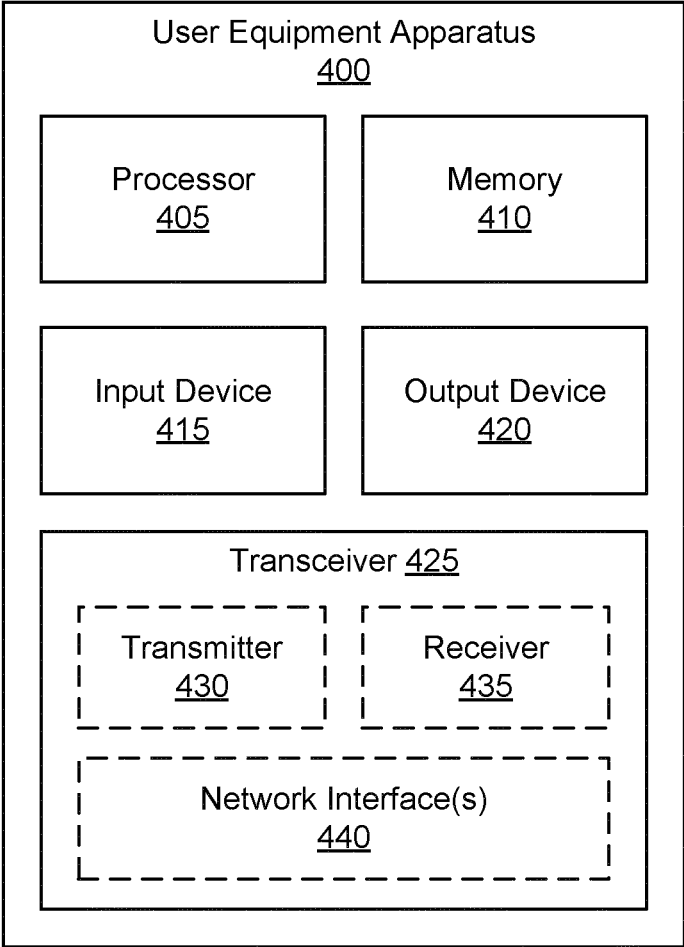 User Equipment Apparatus
400
Processor
405
Memory
410
Input Device
415
Output Device
420
Transceiver 425
Transmitter
430
Receiver
435
Network Interface(s)
440